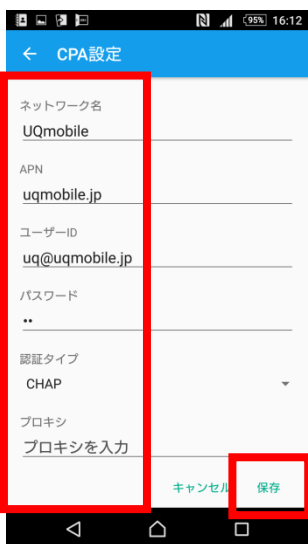 95% 16:12
CPA設定
ネットワーク名
UQmobile
APN
uqmobile.jp
ユーザーID
uq@uqmobile.jp
パスワード
••
認証タイプ
CHAP
プロキシ
プロキシを入力
キャンセル 保存